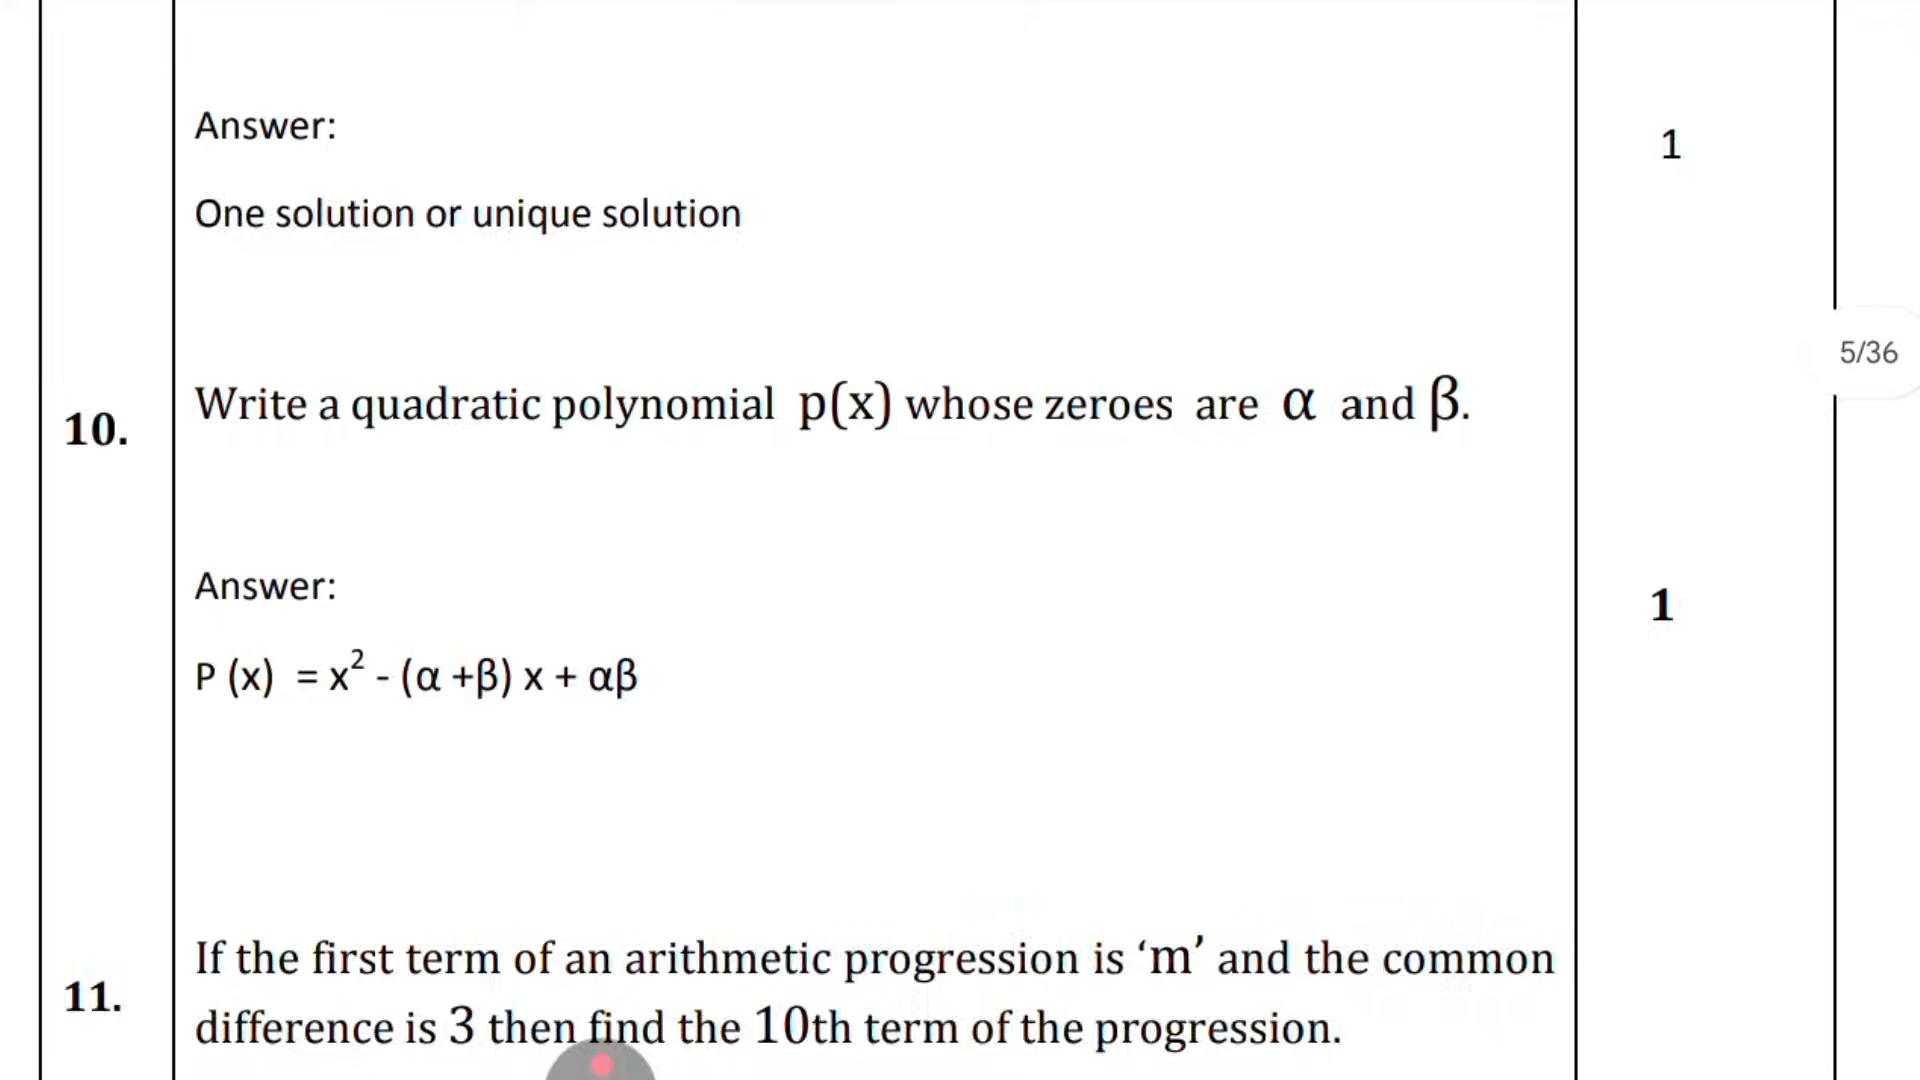 Answer:
1
One solution or unique solution
5/36
10.
Write a quadratic polynomial p(x) whose zeroes are α and β.
Answer:
1
P (x) = x² - (α +β) x + αβ
11.
If the first term of an arithmetic progression is ‘m’ and the common
difference is 3 then find the 10th term of the progression.